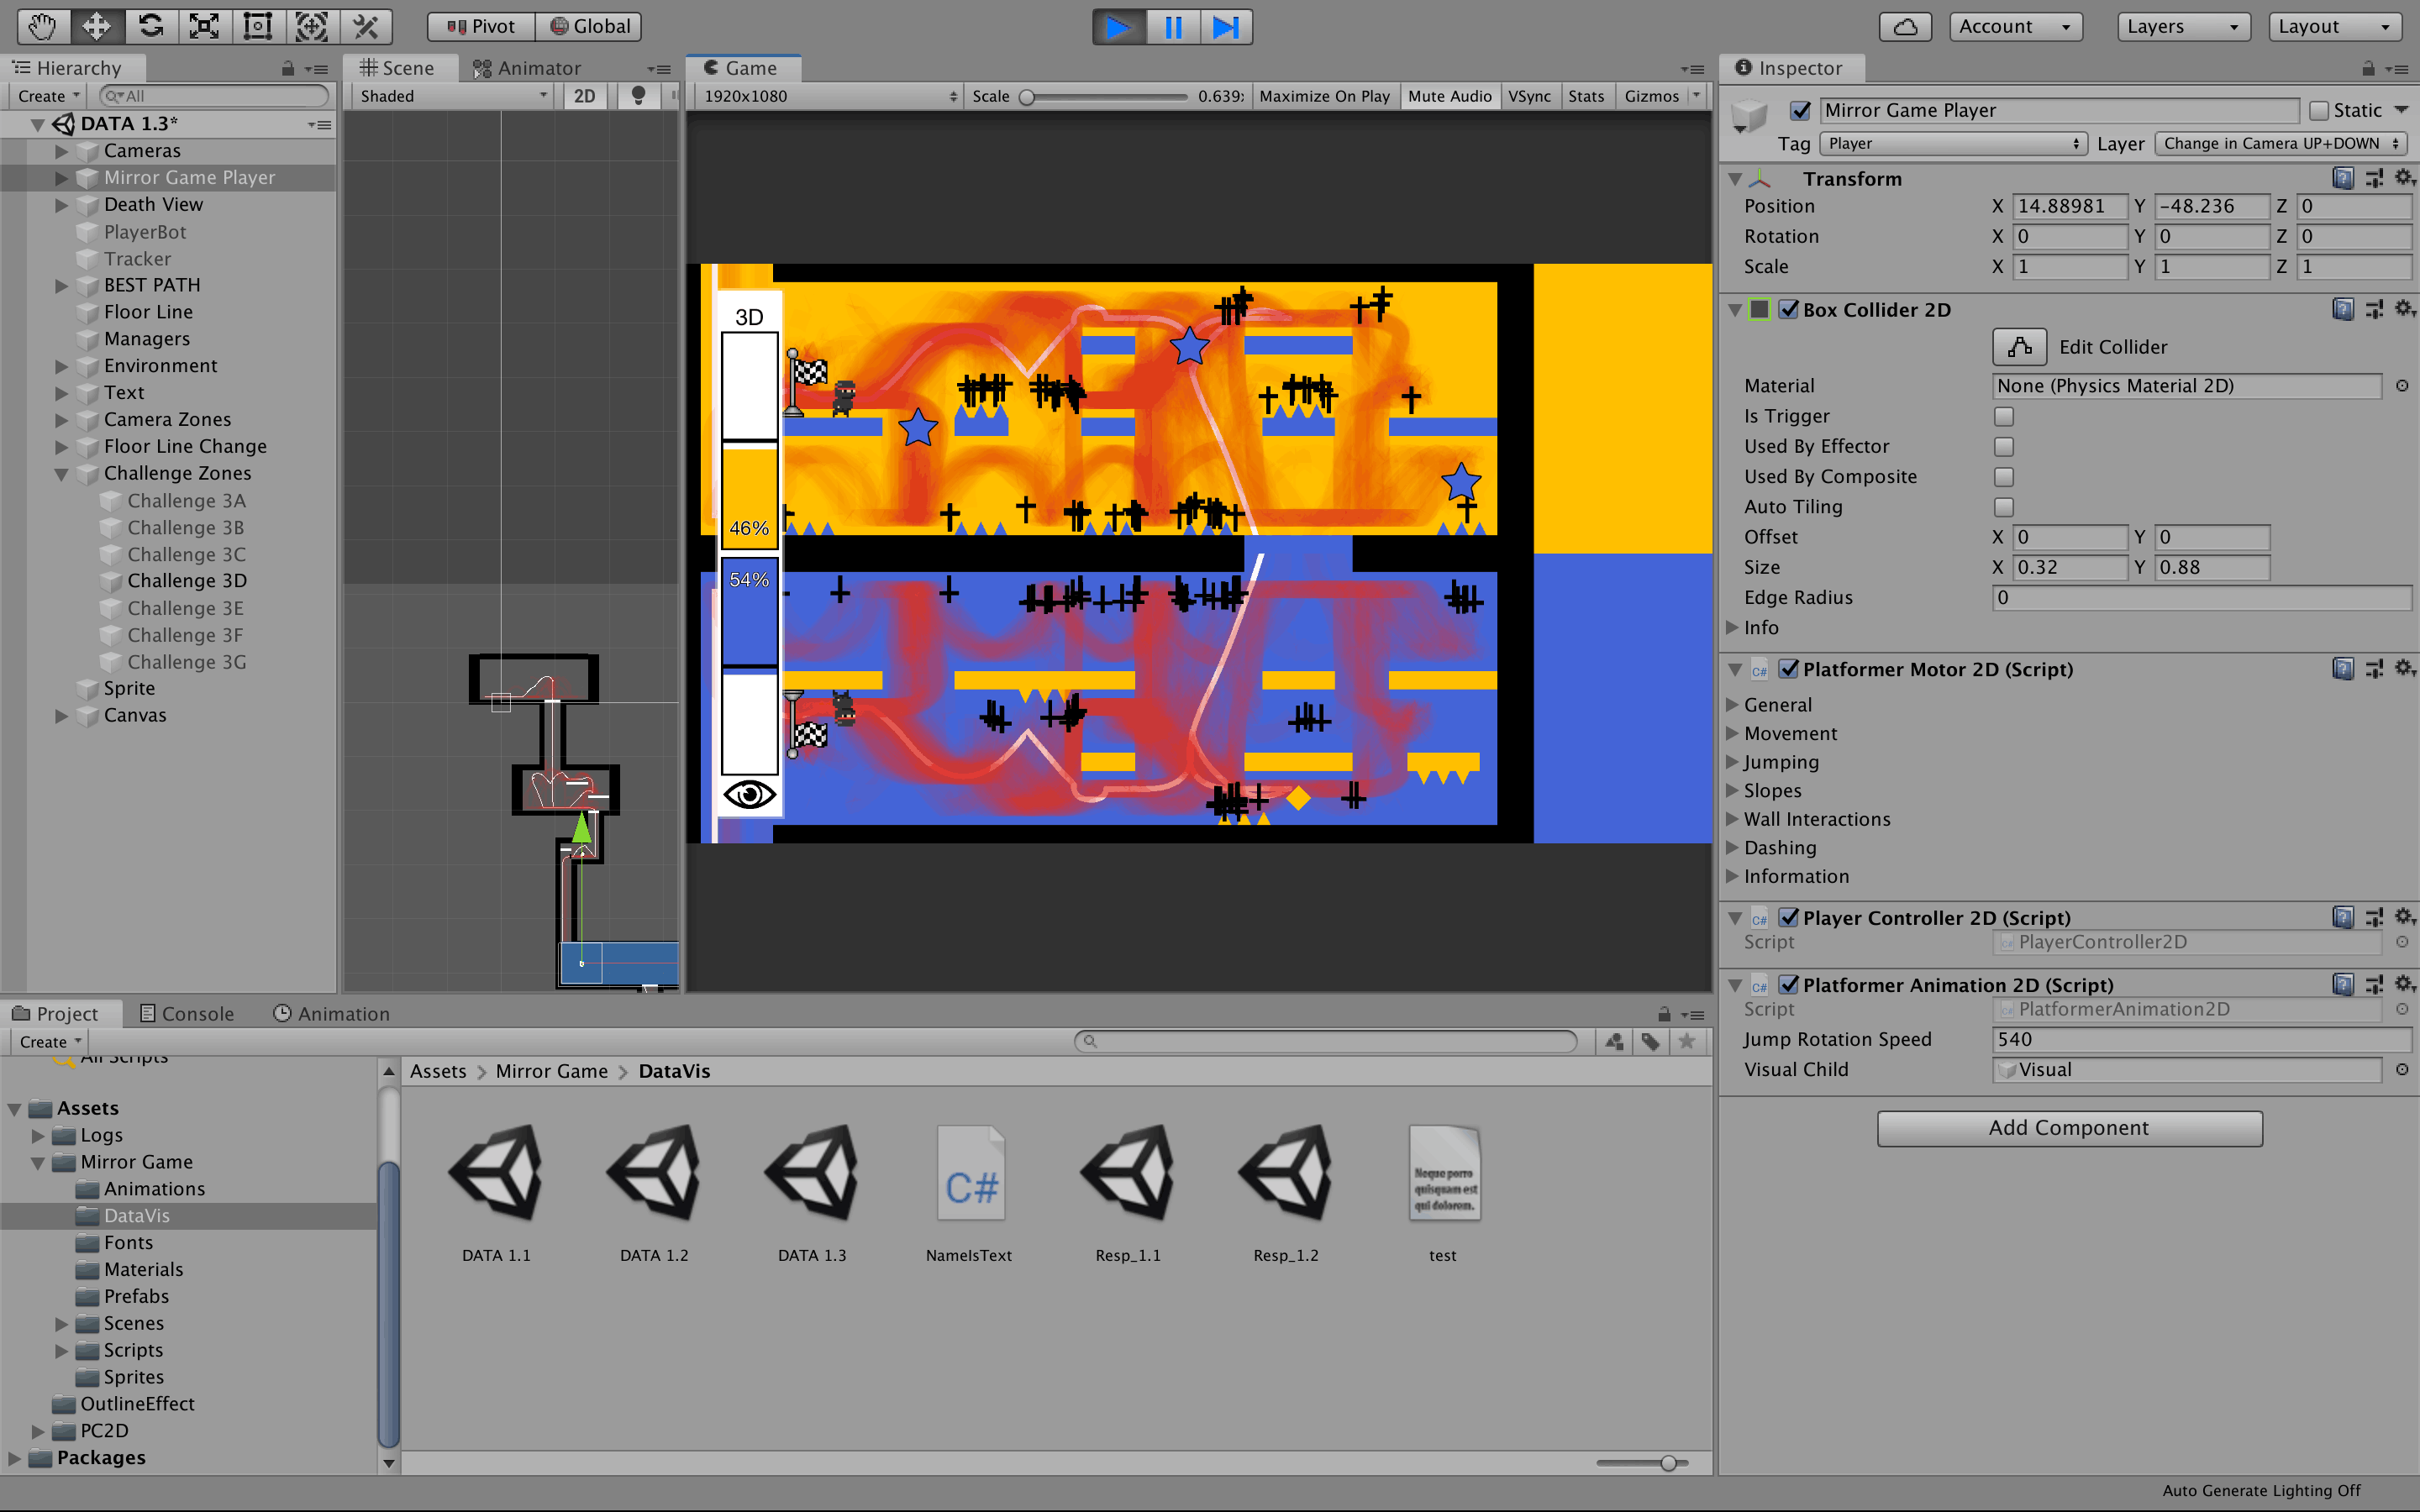 Pivot Global Account Layers Layout
Hierarchy Scene Animator Game Inspector
Create All Shaded 2D 1920x1080 Scale 0.639 Maximize On Play Mute Audio VSync Stats Gizmos
DATA 1.3*
Cameras
Mirror Game Player
Death View
PlayerBot
Tracker
BEST PATH
Floor Line
Managers
Environment
Text
Camera Zones
Floor Line Change
Challenge Zones
Challenge 3A
Challenge 3B
Challenge 3C
Challenge 3D
Challenge 3E
Challenge 3F
Challenge 3G
Sprite
Canvas
3D
46%
54%
Mirror Game Player Static
Tag Player Layer Change in Camera UP+DOWN
Transform
Position X 14.88981 Y -48.236 Z 0
Rotation X 0 Y 0 Z 0
Scale X 1 Y 1 Z 1
Box Collider 2D
Edit Collider
Material None (Physics Material 2D)
Is Trigger
Used By Effector
Used By Composite
Auto Tiling
Offset X 0 Y 0
Size X 0.32 Y 0.88
Edge Radius 0
Info
C# Platformer Motor 2D (Script)
General
Movement
Jumping
Slopes
Wall Interactions
Dashing
Information
C# Player Controller 2D (Script)
Script PlayerController2D
C# Platformer Animation 2D (Script)
Script PlatformerAnimation2D
Jump Rotation Speed 540
Visual Child Visual
Add Component
Project Console Animation
Create
All Scripts
Assets
Logs
Mirror Game
Animations
DataVis
Fonts
Materials
Prefabs
Scenes
Scripts
Sprites
OutlineEffect
PC2D
Packages
Assets > Mirror Game > DataVis
C#
Neque porro
quisquam est
qui dolorem.
DATA 1.1 DATA 1.2 DATA 1.3 NameIsText Resp_1.1 Resp_1.2 test
Auto Generate Lighting Off